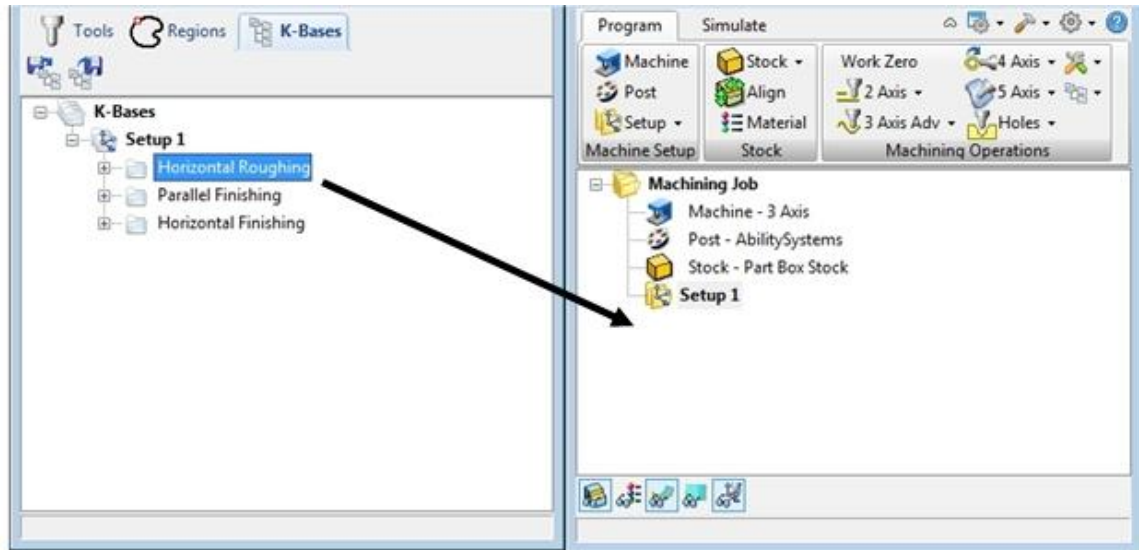 Tools Regions K-Bases
K-Bases
Setup 1
Horizontal Roughing
Parallel Finishing
Horizontal Finishing
Program Simulate
Machine Stock Work Zero 4 Axis
Post Align 2 Axis 5 Axis
Setup Material 3 Axis Adv Holes
Machine Setup Stock Machining Operations
Machining Job
Machine - 3 Axis
Post - AbilitySystems
Stock - Part Box Stock
Setup 1